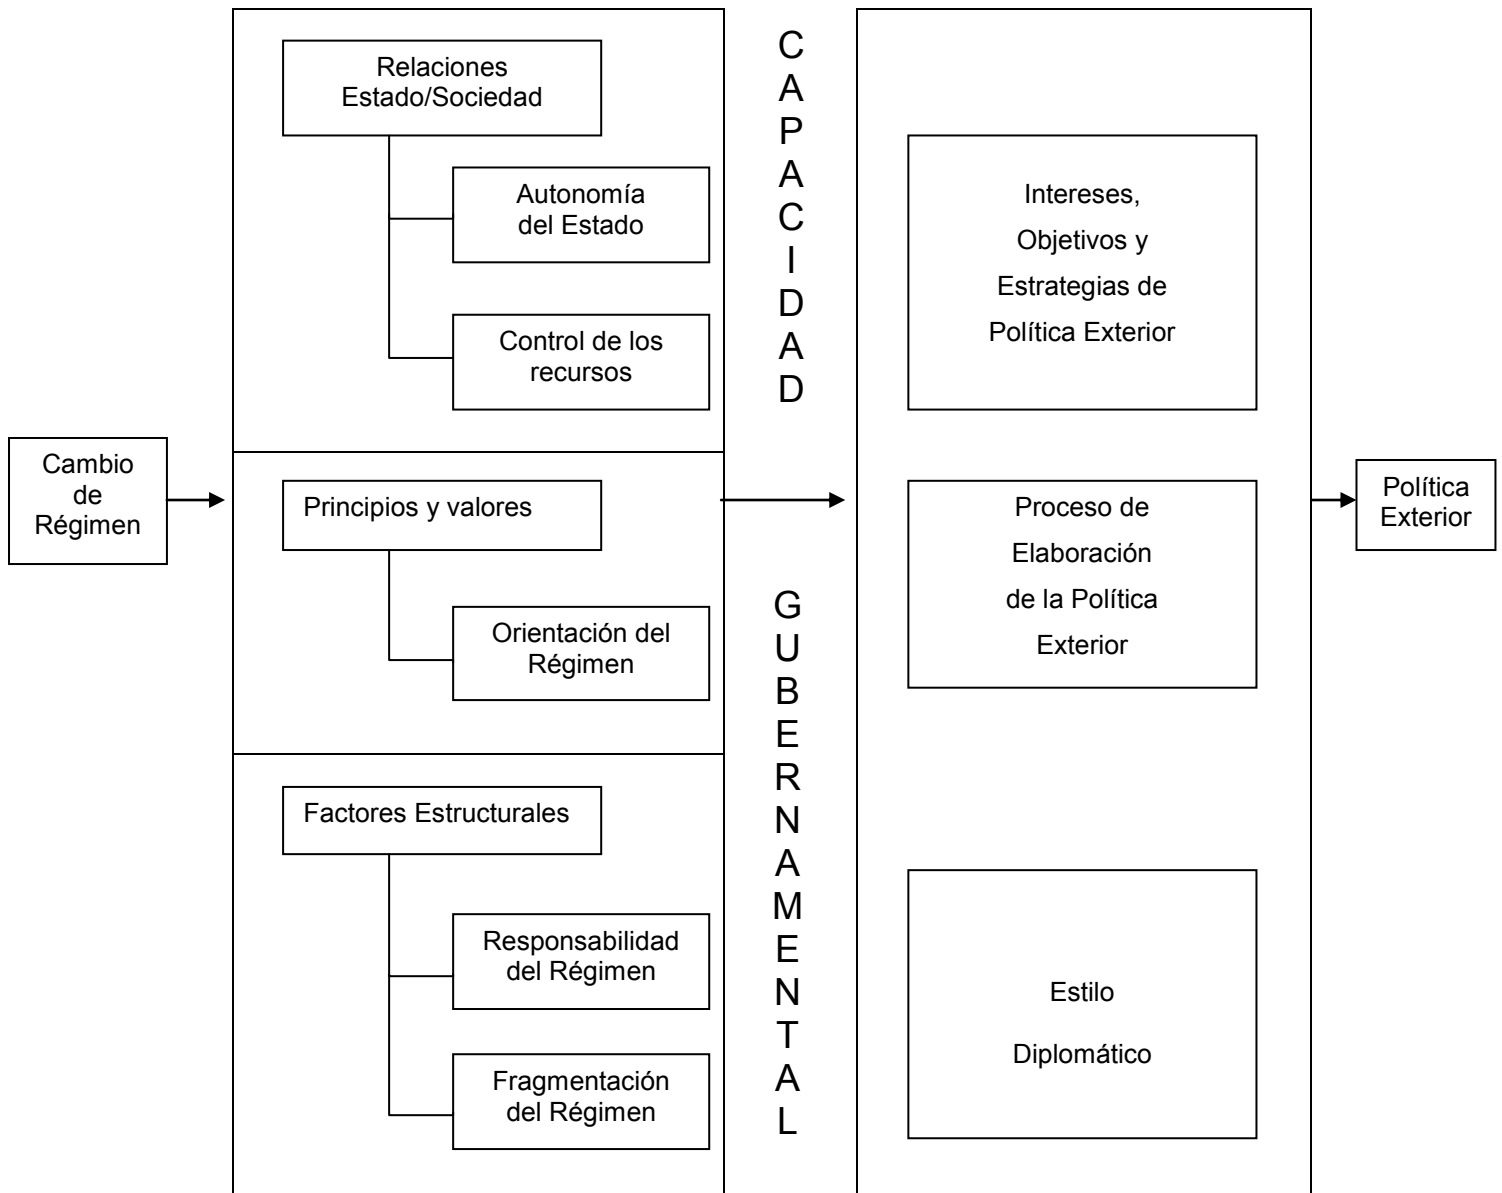 Cambio
de
Régimen
Relaciones
Estado/Sociedad
Autonomía
del Estado
Control de los
recursos
Principios y valores
Orientación del
Régimen
Factores Estructurales
Responsabilidad
del Régimen
Fragmentación
del Régimen
C
A
P
A
C
I
D
A
D
G
U
B
E
R
N
A
M
E
N
T
A
L
Intereses,
Objetivos y
Estrategias de
Política Exterior
Proceso de
Elaboración
de la Política
Exterior
Estilo
Diplomático
Política
Exterior